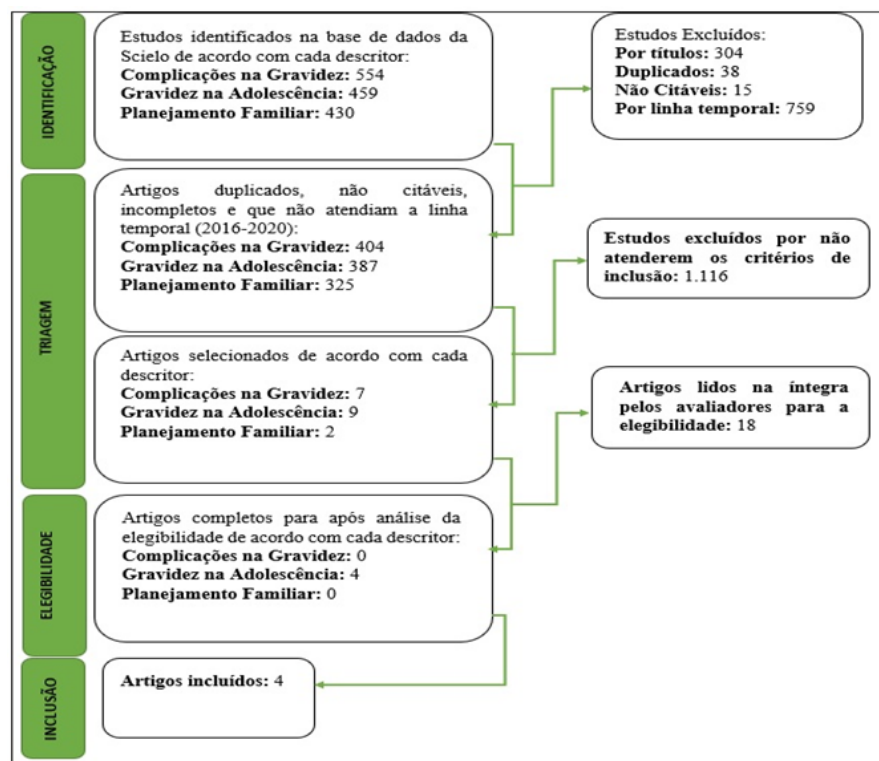 IDENTIFICAÇÃO
Estudos identificados na base de dados da
Scielo de acordo com cada descritor:
Complicações na Gravidez: 554
Gravidez na Adolescência: 459
Planejamento Familiar: 430
Estudos Excluídos:
Por títulos: 304
Duplicados: 38
Não Citáveis: 15
Por linha temporal: 759
TRIAGEM
Artigos duplicados, não citáveis,
incompletos e que não atendiam a linha
temporal (2016-2020):
Complicações na Gravidez: 404
Gravidez na Adolescência: 387
Planejamento Familiar: 325
Estudos excluídos por não
atenderem os critérios de
inclusão: 1.116
Artigos selecionados de acordo com cada
descritor:
Complicações na Gravidez: 7
Gravidez na Adolescência: 9
Planejamento Familiar: 2
Artigos lidos na íntegra
pelos avaliadores para a
elegibilidade: 18
ELEGIBILIDADE
Artigos completos para após análise da
elegibilidade de acordo com cada descritor:
Complicações na Gravidez: 0
Gravidez na Adolescência: 4
Planejamento Familiar: 0
INCLUSÃO
Artigos incluídos: 4